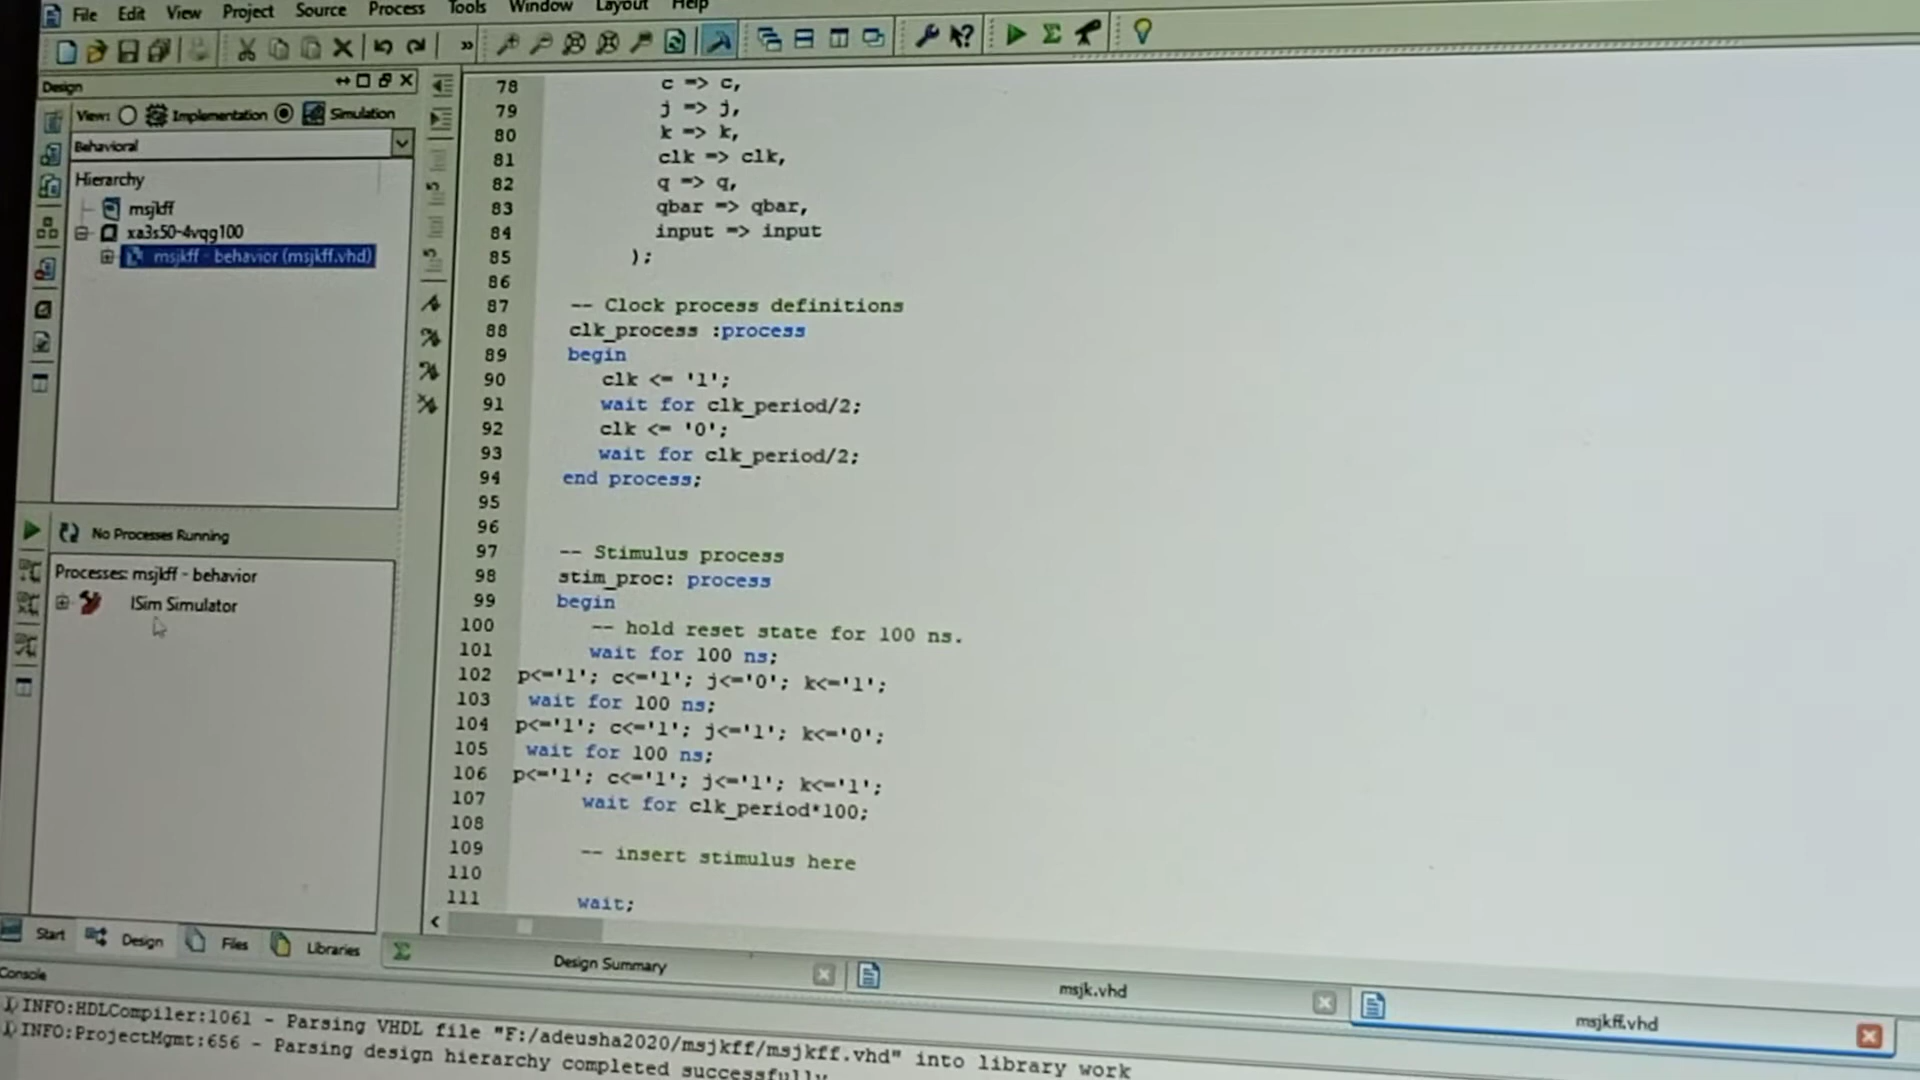 File Edit View Project Source Process Tools Window Layout Help
Design
View: Implementation Simulation
Behavioral
Hierarchy
msjkff
xa3s50-4vqg100
msjkff - behavior (msjkff.vhd)
No Processes Running
Processes: msjkff - behavior
ISim Simulator
Start Design Files Libraries
78 c => c,
79 j => j,
80 k => k,
81 clk => clk,
82 q => q,
83 qbar => qbar,
84 input => input
85 );
86
87 -- Clock process definitions
88 clk_process :process
89 begin
90 clk <= '1';
91 wait for clk_period/2;
92 clk <= '0';
93 wait for clk_period/2;
94 end process;
95
96
97 -- Stimulus process
98 stim_proc: process
99 begin
100 -- hold reset state for 100 ns.
101 wait for 100 ns;
102 p<='1'; c<='1'; j<='0'; k<='1';
103 wait for 100 ns;
104 p<='1'; c<='1'; j<='1'; k<='0';
105 wait for 100 ns;
106 p<='1'; c<='1'; j<='1'; k<='1';
107 wait for clk_period*100;
108
109 -- insert stimulus here
110
111 wait;
Design Summary
msjk.vhd
msjkff.vhd
Console
INFO:HDLCompiler:1061 - Parsing VHDL file "F:/adeusha2020/msjkff/msjkff.vhd" into library work
INFO:ProjectMgmt:656 - Parsing design hierarchy completed successfully